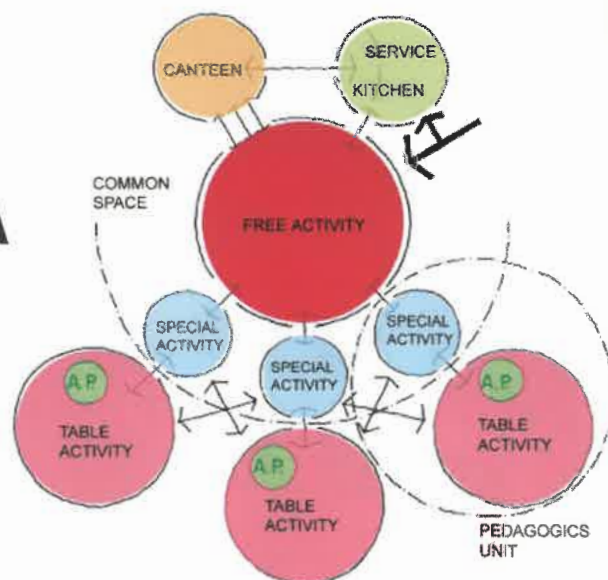 CANTEEN
SERVICE
KITCHEN
COMMON
SPACE
FREE ACTIVITY
SPECIAL
ACTIVITY
SPECIAL
ACTIVITY
SPECIAL
ACTIVITY
A.P.
TABLE
ACTIVITY
A.P.
TABLE
ACTIVITY
A.P.
TABLE
ACTIVITY
PEDAGOGICS
UNIT